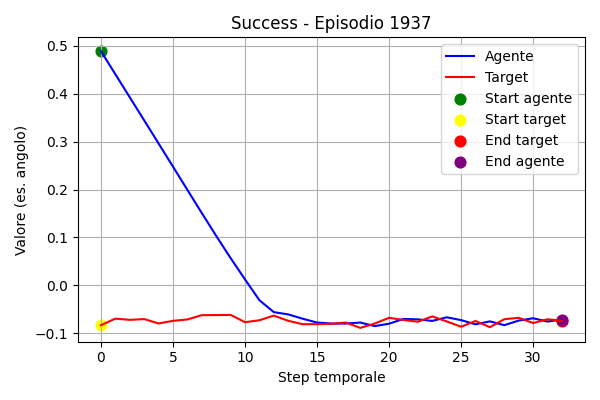 Success - Episodio 1937
Valore (es. angolo)
0.5
0.4
0.3
0.2
0.1
0.0
−0.1
0
5
10
15
20
25
30
Step temporale
Agente
Target
Start agente
Start target
End target
End agente